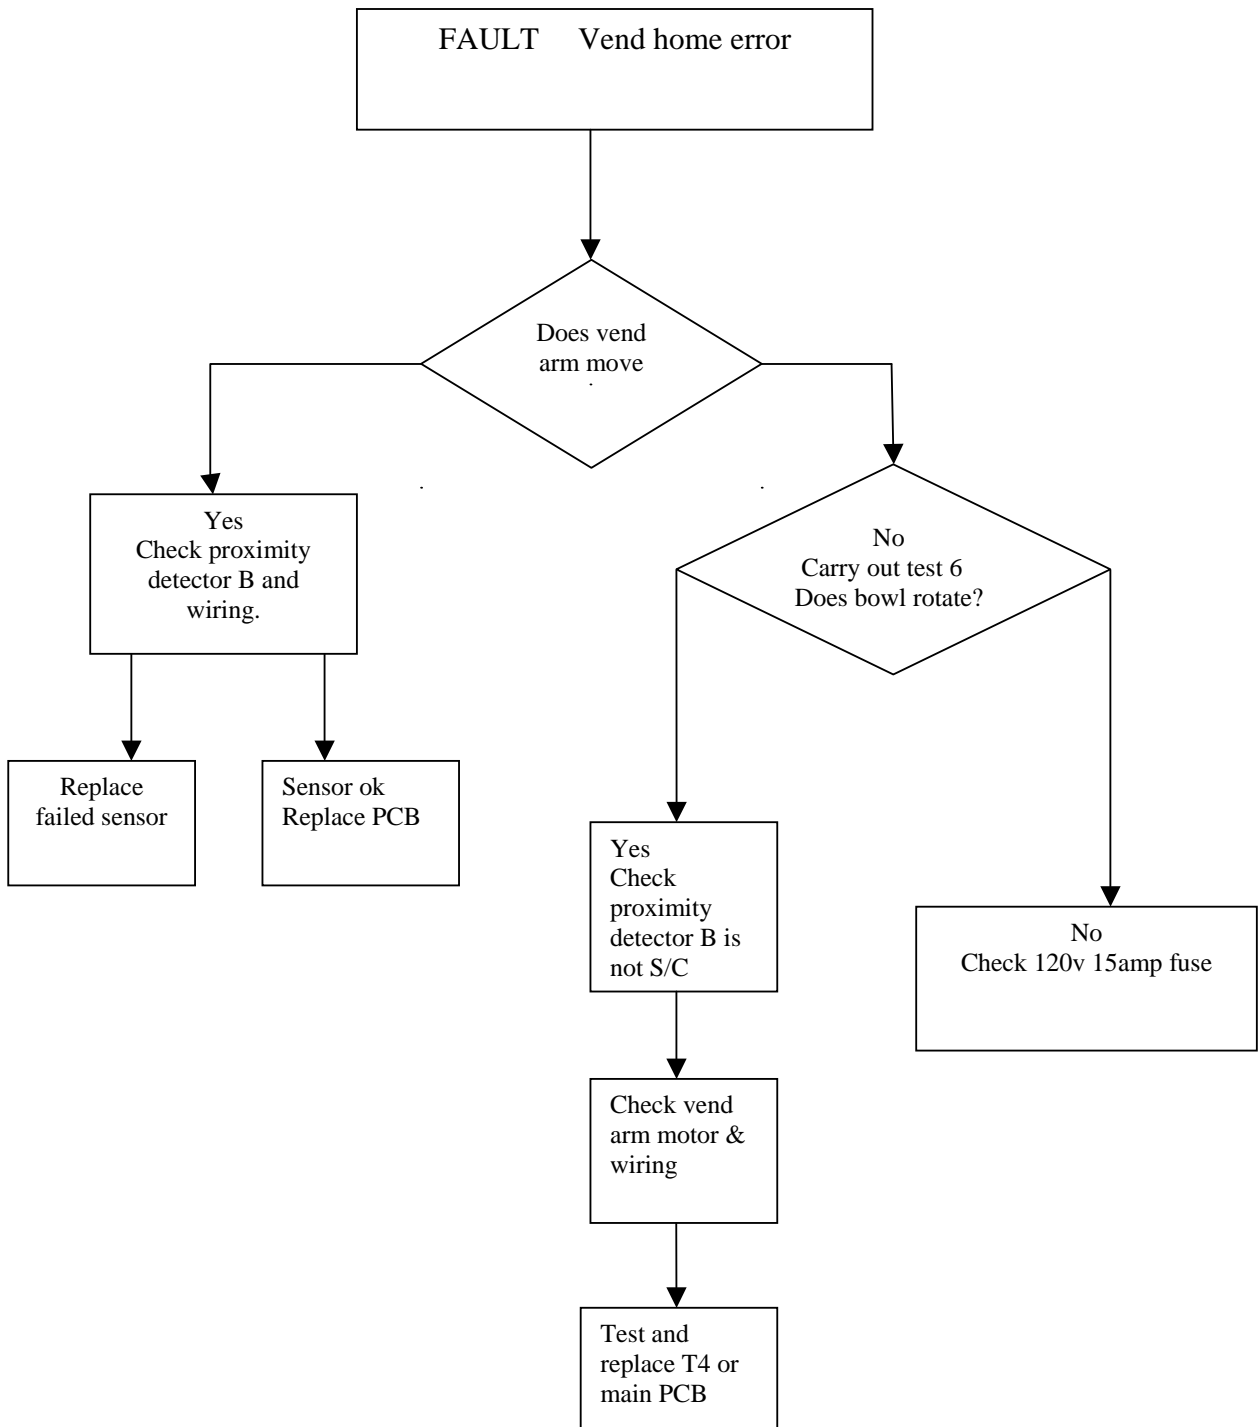 FAULT Vend home error
Does vend
arm move
Yes
Check proximity
detector B and
wiring.
No
Carry out test 6
Does bowl rotate?
Replace
failed sensor
Sensor ok
Replace PCB
Yes
Check
proximity
detector B is
not S/C
No
Check 120v 15amp fuse
Check vend
arm motor &
wiring
Test and
replace T4 or
main PCB